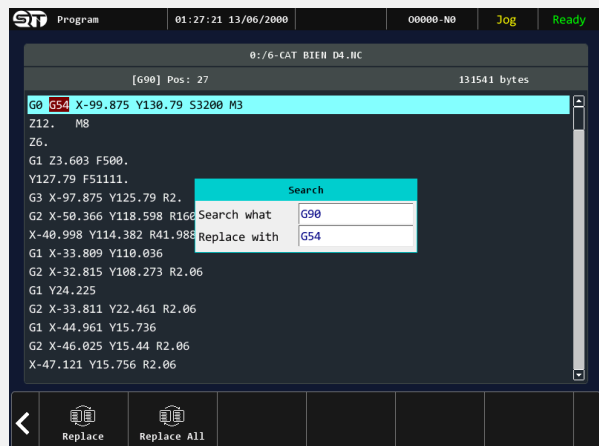 ST Program 01:27:21 13/06/2000 O0000-N0 Jog Ready
0:/6-CAT BIEN D4.NC
[G90] Pos: 27 131541 bytes
G0 G54 X-99.875 Y130.79 S3200 M3
Z12. M8
Z6.
G1 Z3.603 F500.
Y127.79 F51111.
G3 X-97.875 Y125.79 R2.
G2 X-50.366 Y118.598 R160
X-40.998 Y114.382 R41.988
G1 X-33.809 Y110.036
G2 X-32.815 Y108.273 R2.06
G1 Y24.225
G2 X-33.811 Y22.461 R2.06
G1 X-44.961 Y15.736
G2 X-46.025 Y15.44 R2.06
X-47.121 Y15.756 R2.06
Search
Search what G90
Replace with G54
Replace Replace All